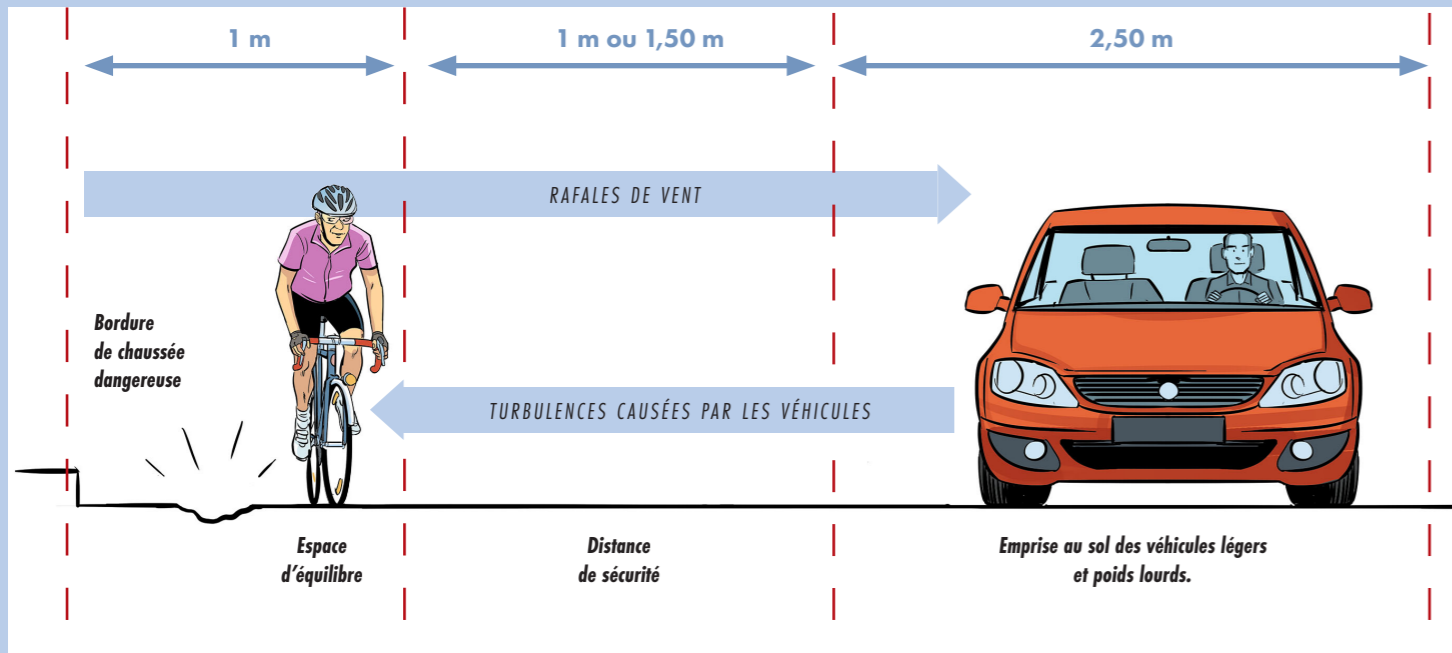 1 m
1 m ou 1,50 m
2,50 m
RAFALES DE VENT
Bordure
de chaussée
dangereuse
TURBULENCES CAUSÉES PAR LES VÉHICULES
Espace
d'équilibre
Distance
de sécurité
Emprise au sol des véhicules légers
et poids lourds.